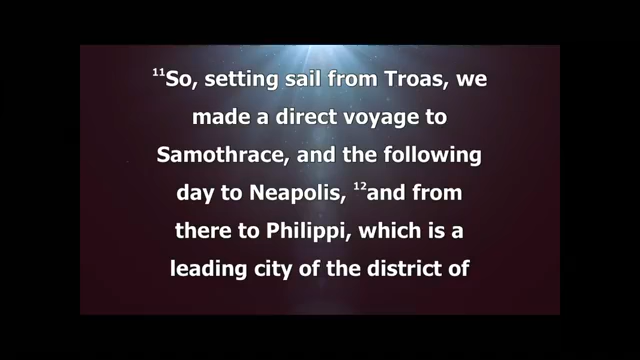 ¹¹So, setting sail from Troas, we
made a direct voyage to
Samothrace, and the following
day to Neapolis, ¹²and from
there to Philippi, which is a
leading city of the district of